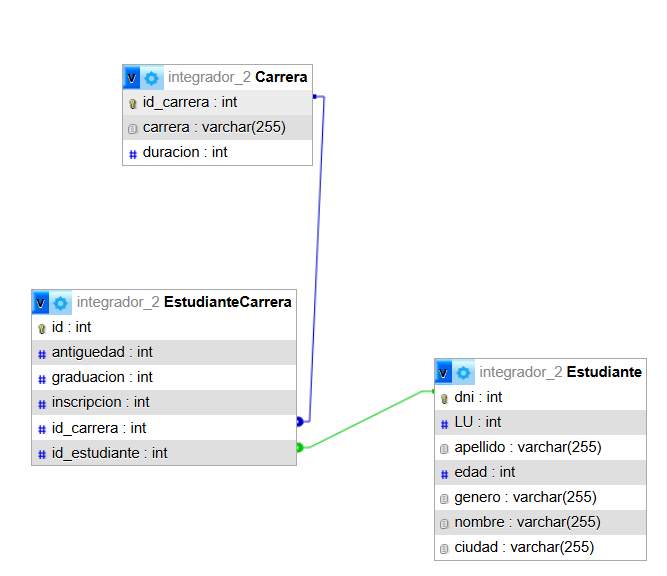 v integrador_2 Carrera
id_carrera : int
carrera : varchar(255)
# duracion : int
v integrador_2 EstudianteCarrera
id : int
# antiguedad : int
# graduacion : int
# inscripcion : int
# id_carrera : int
# id_estudiante : int
v integrador_2 Estudiante
dni : int
# LU : int
apellido : varchar(255)
# edad : int
genero : varchar(255)
nombre : varchar(255)
ciudad : varchar(255)